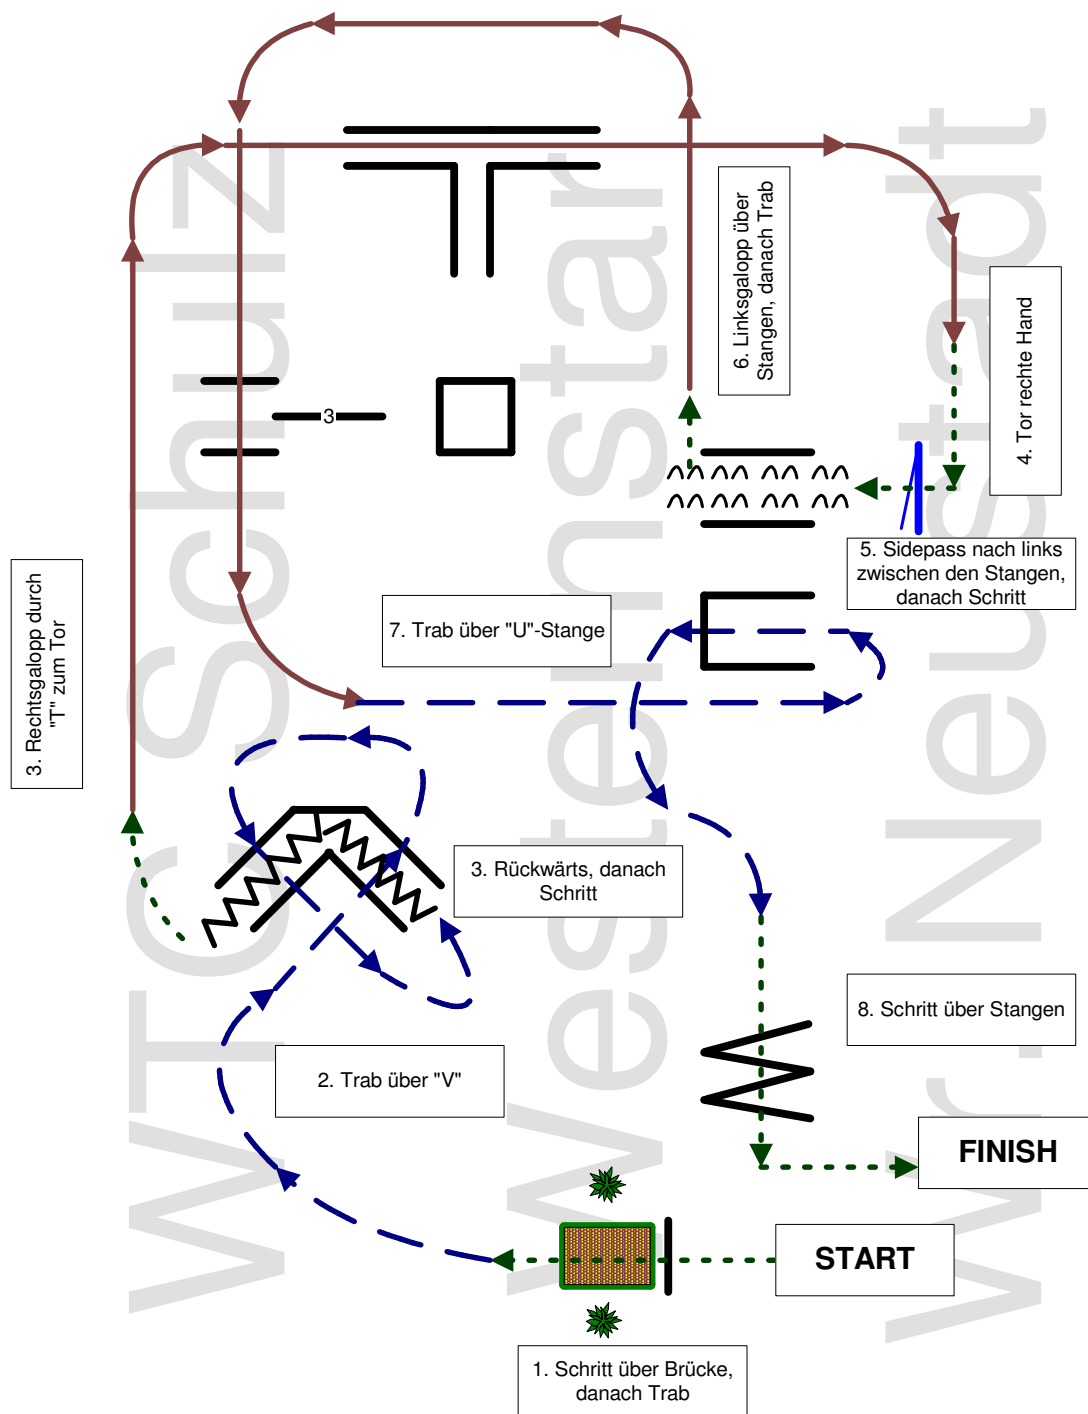 START
1. Schritt über Brücke,
danach Trab
2. Trab über "V"
3. Rückwärts, danach
Schritt
3. Rechtsgalopp durch
"T" zum Tor
4. Tor rechte Hand
5. Sidepass nach links
zwischen den Stangen,
danach Schritt
6. Linksgalopp über
Stangen, danach Trab
3
7. Trab über "U"-Stange
8. Schritt über Stangen
FINISH
WTC Schulz
Westernstar
Wr. Neustadt